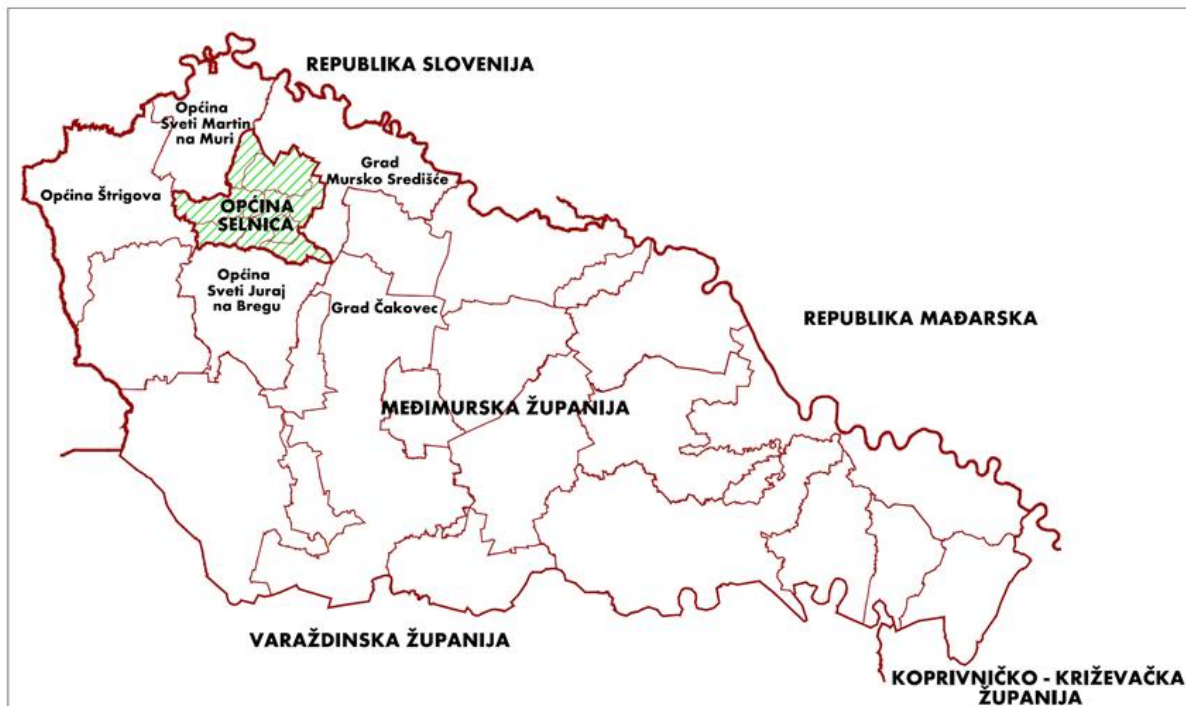 REPUBLIKA SLOVENIJA
Općina
Sveti Martin
na Muri
Grad
Mursko Središće
Općina Štrigova
OPĆINA
SELNICA
Općina
Sveti Juraj
na Bregu
Grad Čakovec
REPUBLIKA MAĐARSKA
MEĐIMURSKA ŽUPANIJA
VARAŽDINSKA ŽUPANIJA
KOPRIVNIČKO - KRIŽEVAČKA
ŽUPANIJA